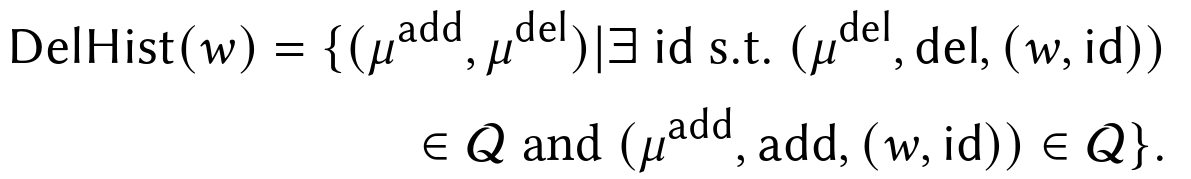 DelHist(w) = {(μ^add, μ^del)|∃ id s.t. (μ^del, del, (w, id))
∈ 𝒬 and (μ^add, add, (w, id)) ∈ 𝒬}.